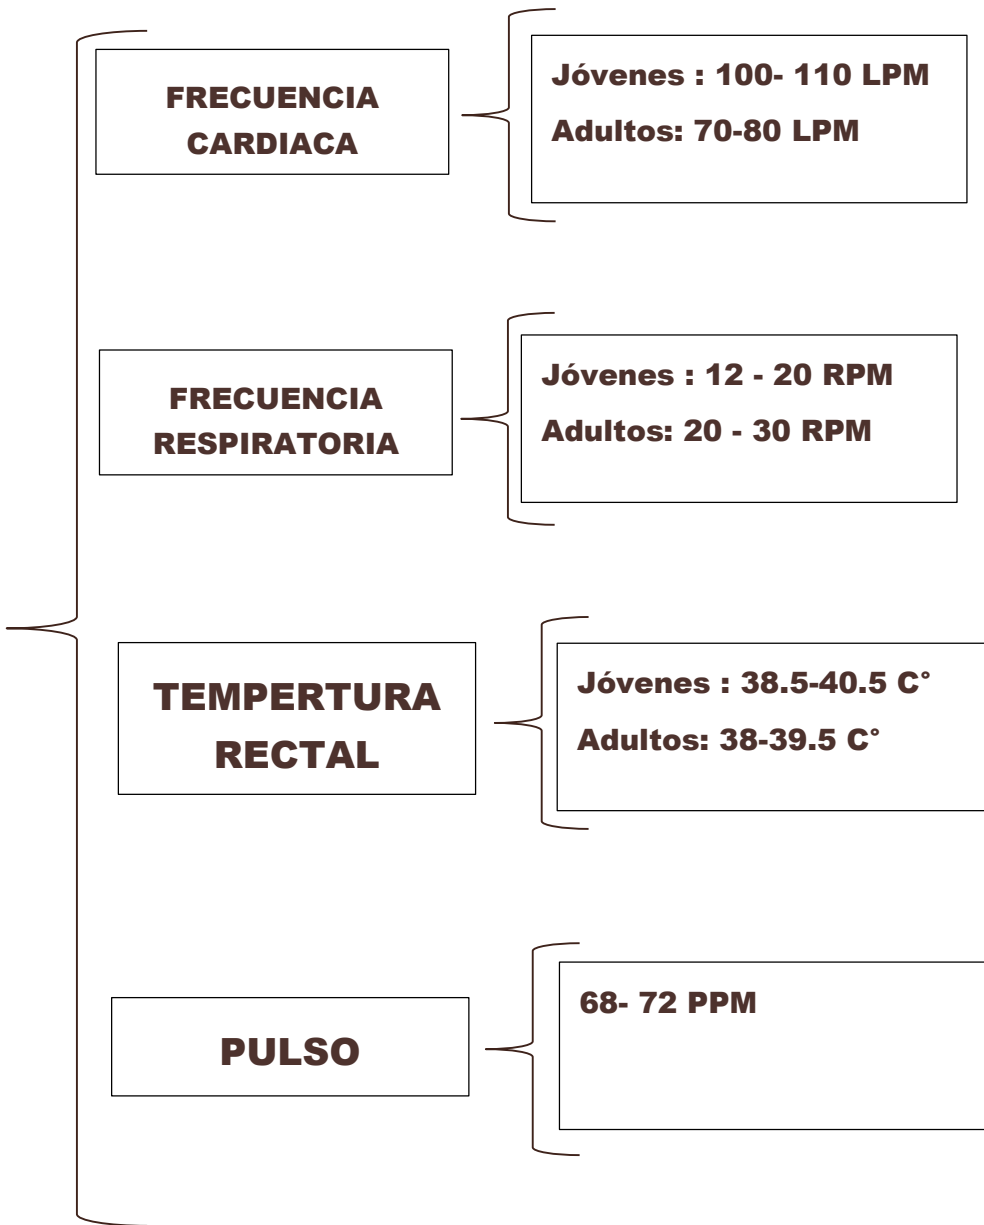 FRECUENCIA
CARDIACA
Jóvenes : 100- 110 LPM
Adultos: 70-80 LPM
FRECUENCIA
RESPIRATORIA
Jóvenes : 12 - 20 RPM
Adultos: 20 - 30 RPM
TEMPERTURA
RECTAL
Jóvenes : 38.5-40.5 C°
Adultos: 38-39.5 C°
PULSO
68- 72 PPM